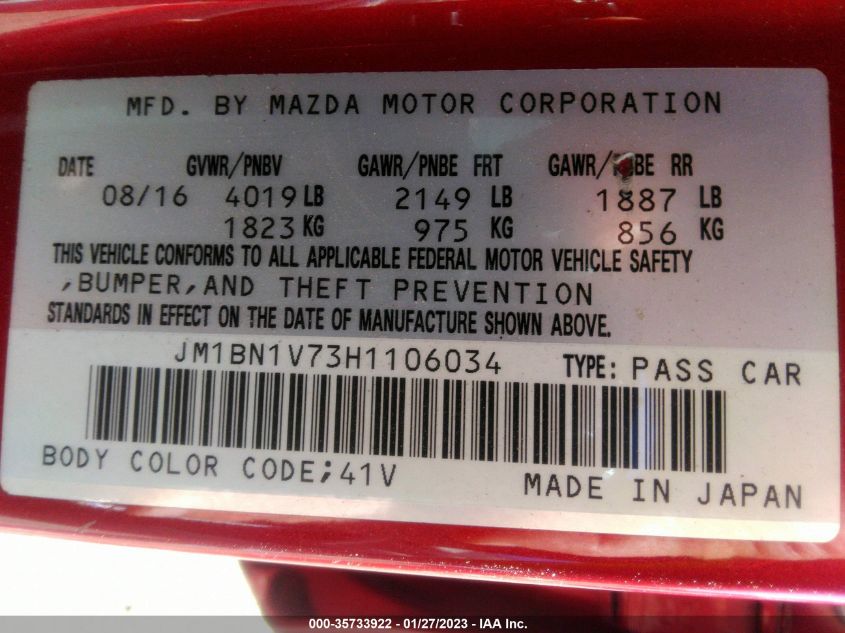 MFD. BY MAZDA MOTOR CORPORATION
DATE GVWR/PNBV GAWR/PNBE FRT GAWR/PNBE RR
08/16 4019 LB 2149 LB 1887 LB
1823 KG 975 KG 856 KG
THIS VEHICLE CONFORMS TO ALL APPLICABLE FEDERAL MOTOR VEHICLE SAFETY
,BUMPER,AND THEFT PREVENTION
STANDARDS IN EFFECT ON THE DATE OF MANUFACTURE SHOWN ABOVE.
JM1BN1V73H1106034 TYPE: PASS CAR
BODY COLOR CODE;41V MADE IN JAPAN
000-35733922 - 01/27/2023 - IAA Inc.